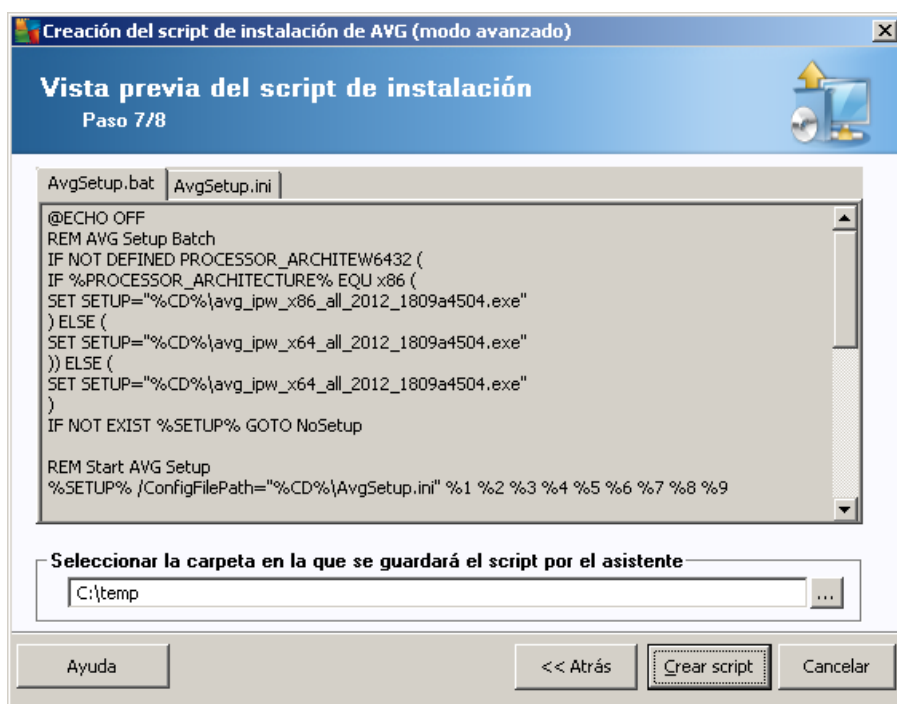 Creación del script de instalación de AVG (modo avanzado)
Vista previa del script de instalación
Paso 7/8
AvgSetup.bat
AvgSetup.ini
@ECHO OFF
REM AVG Setup Batch
IF NOT DEFINED PROCESSOR_ARCHITEW6432 (
IF %PROCESSOR_ARCHITECTURE% EQU x86 (
SET SETUP="%CD%\avg_ipw_x86_all_2012_1809a4504.exe"
) ELSE (
SET SETUP="%CD%\avg_ipw_x64_all_2012_1809a4504.exe"
)) ELSE (
SET SETUP="%CD%\avg_ipw_x64_all_2012_1809a4504.exe"
)
IF NOT EXIST %SETUP% GOTO NoSetup
REM Start AVG Setup
%SETUP% /ConfigFilePath="%CD%\AvgSetup.ini" %1 %2 %3 %4 %5 %6 %7 %8 %9
Seleccionar la carpeta en la que se guardará el script por el asistente
C:\temp
...
Ayuda
<< Atrás
Crear script
Cancelar